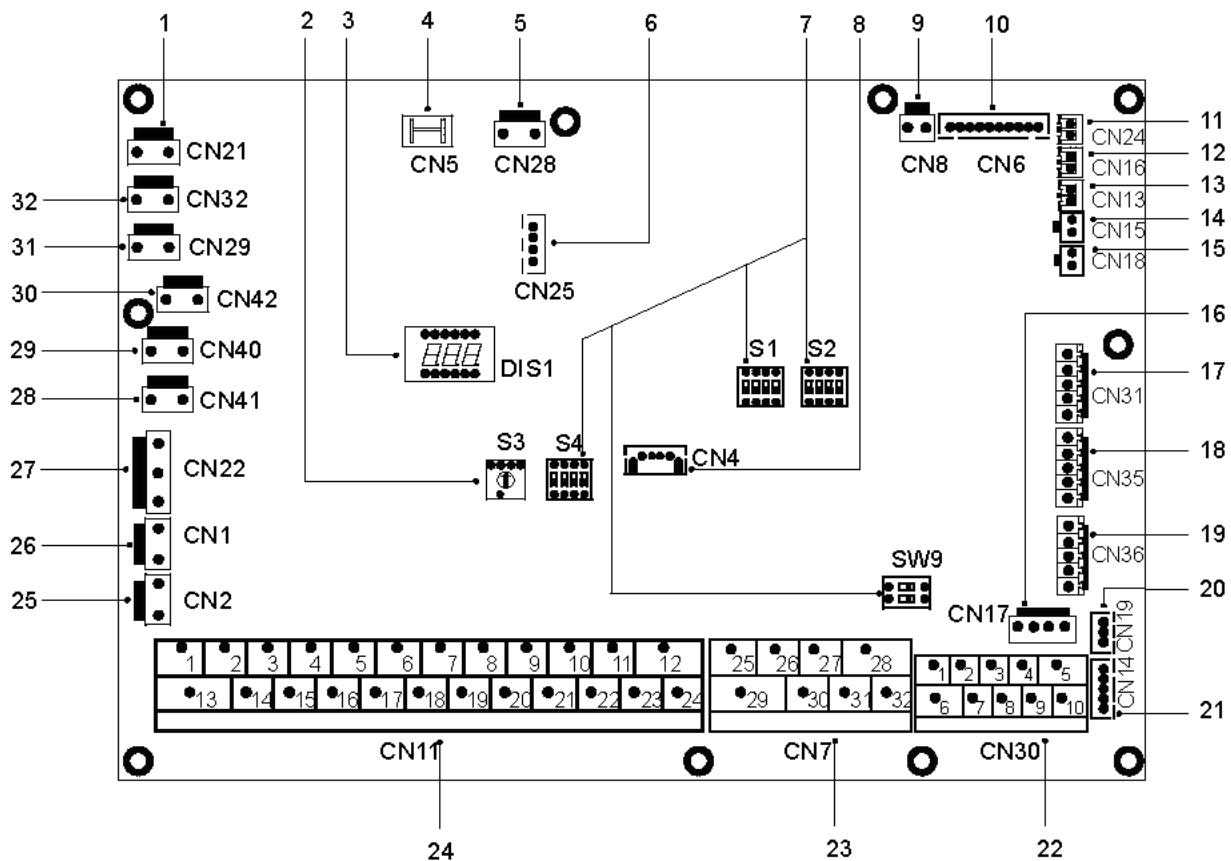 1 2 3 4 5 6 7 8 9 10
11
CN21 CN5 CN28 CN8 CN6 CN24
12
CN16
13
32 CN32 CN13
14
CN15
31 CN29 15
CN18
CN25
30 CN42
16
29 CN40
DIS1 S1 S2
17
28 CN41 CN31
S3 S4
CN4 18
27 CN22 CN35
19
26 CN1 CN36
SW9
25 CN2 20
CN17 CN19
1 2 3 4 5 6 7 8 9 10 11 12 25 26 27 28 1 2 3 4 5 CN14
13 14 15 16 17 18 19 20 21 22 23 24 29 30 31 32 6 7 8 9 10 21
CN11 CN7 CN30
24 23 22